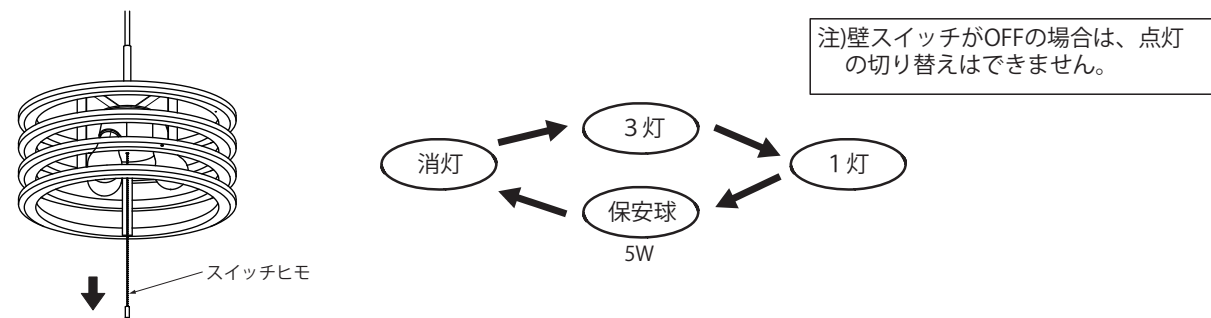 注)壁スイッチがOFFの場合は、点灯
の切り替えはできません。
3灯
消灯
1灯
保安球
5W
スイッチヒモ